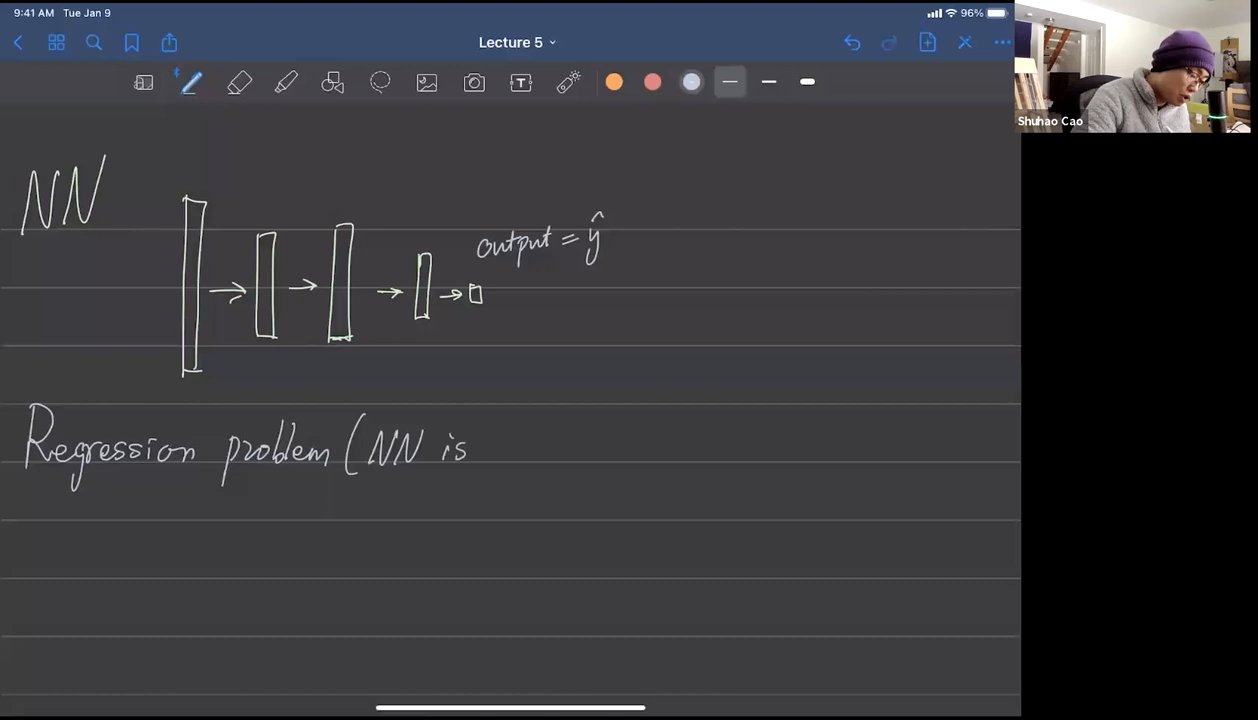 9:41 AM Tue Jan 9
96%
Lecture 5
T
Shuhao Cao
NN
output = ŷ
Regression problem (NN is